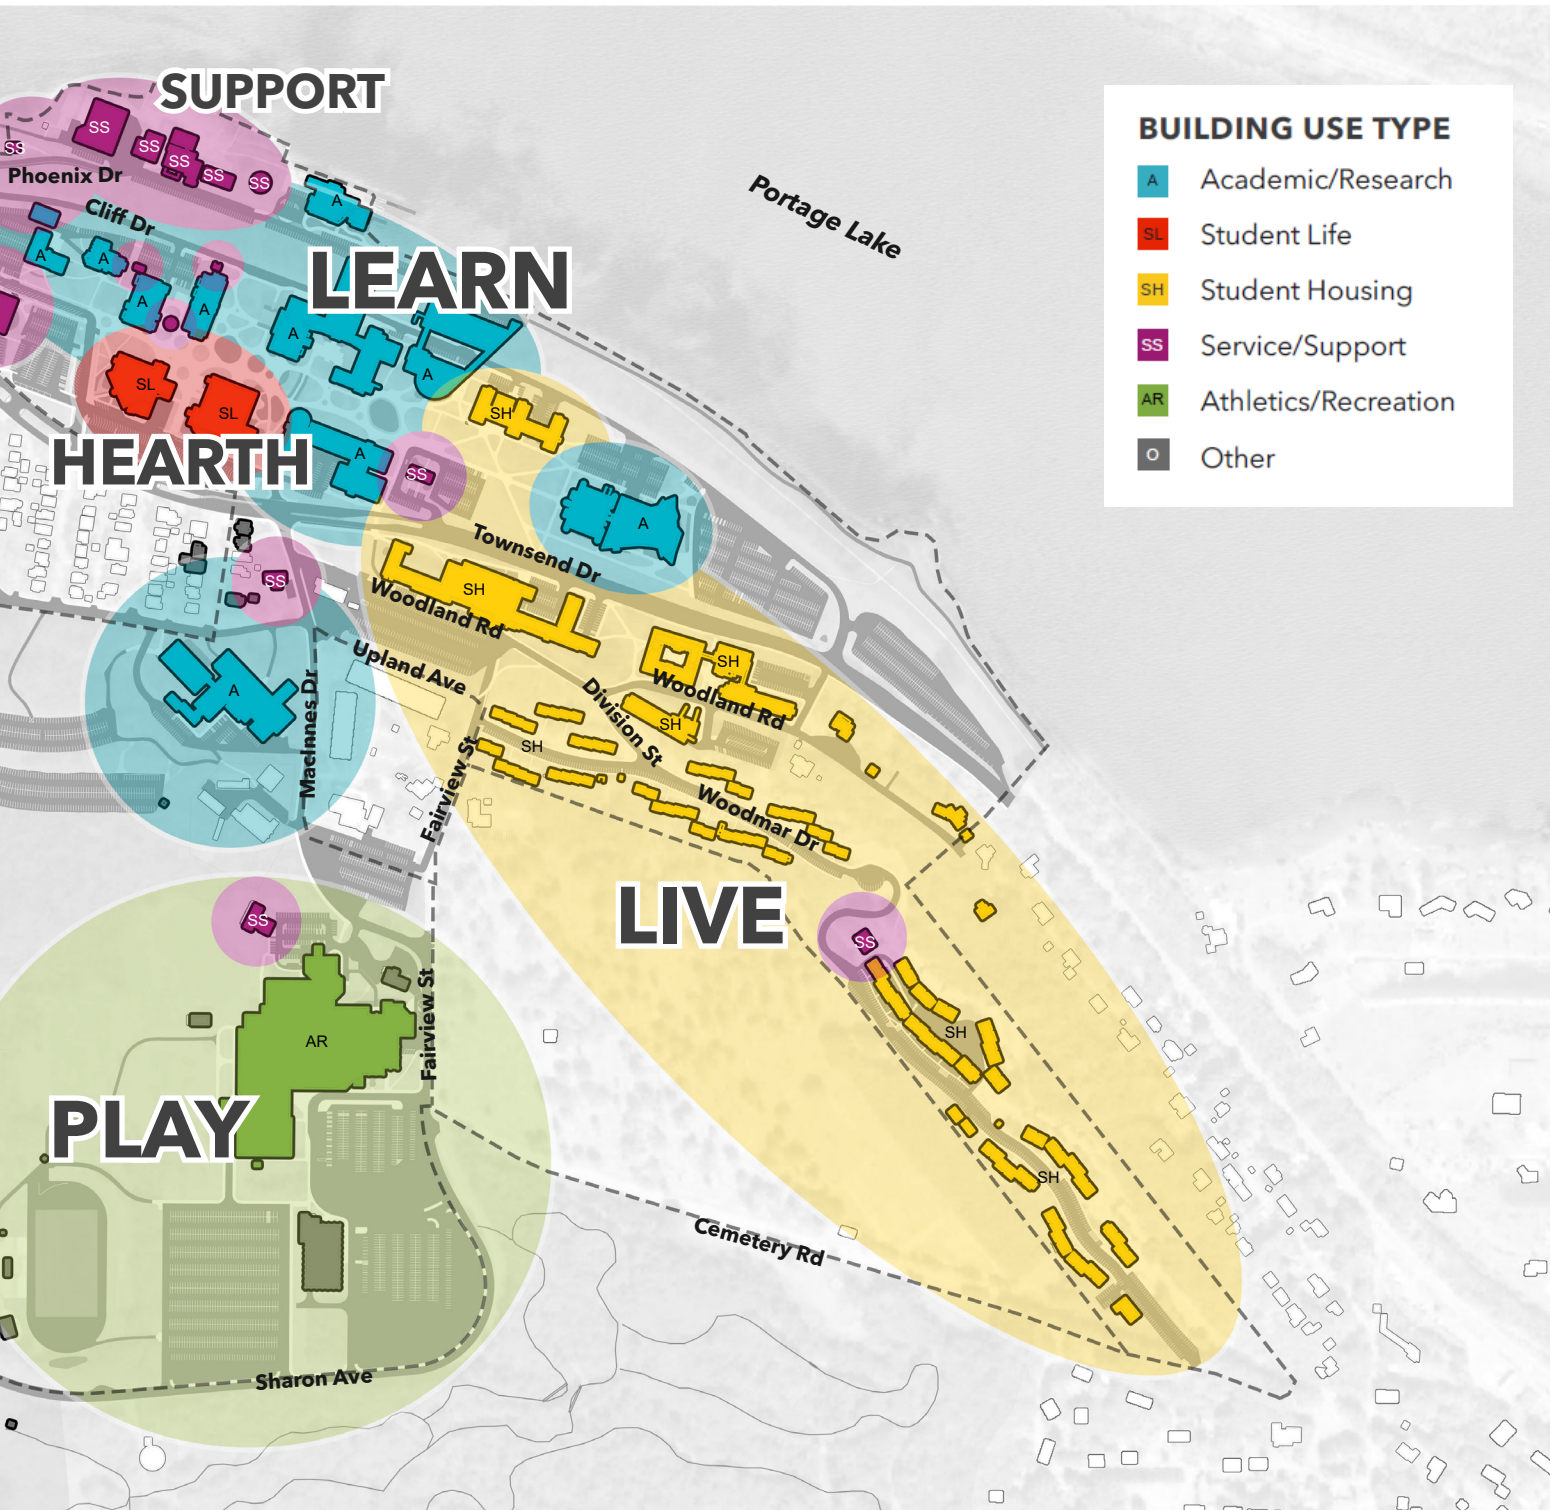 SUPPORT
SS
SS
SS
SS
SS
SS
Phoenix Dr
Cliff Dr
A
A
A
A
A
LEARN
A
A
Portage Lake
BUILDING USE TYPE
A Academic/Research
SL Student Life
SH Student Housing
SS Service/Support
AR Athletics/Recreation
O Other
SL
SL
SH
HEARTH
A
SS
A
Townsend Dr
SS
SH
Woodland Rd
Upland Ave
A
MacInnes Dr
SH
Woodland Rd
Division St
SH
SH
Fairview St
Woodmar Dr
LIVE
SS
SS
SH
AR
Fairview St
PLAY
SH
Cemetery Rd
Sharon Ave